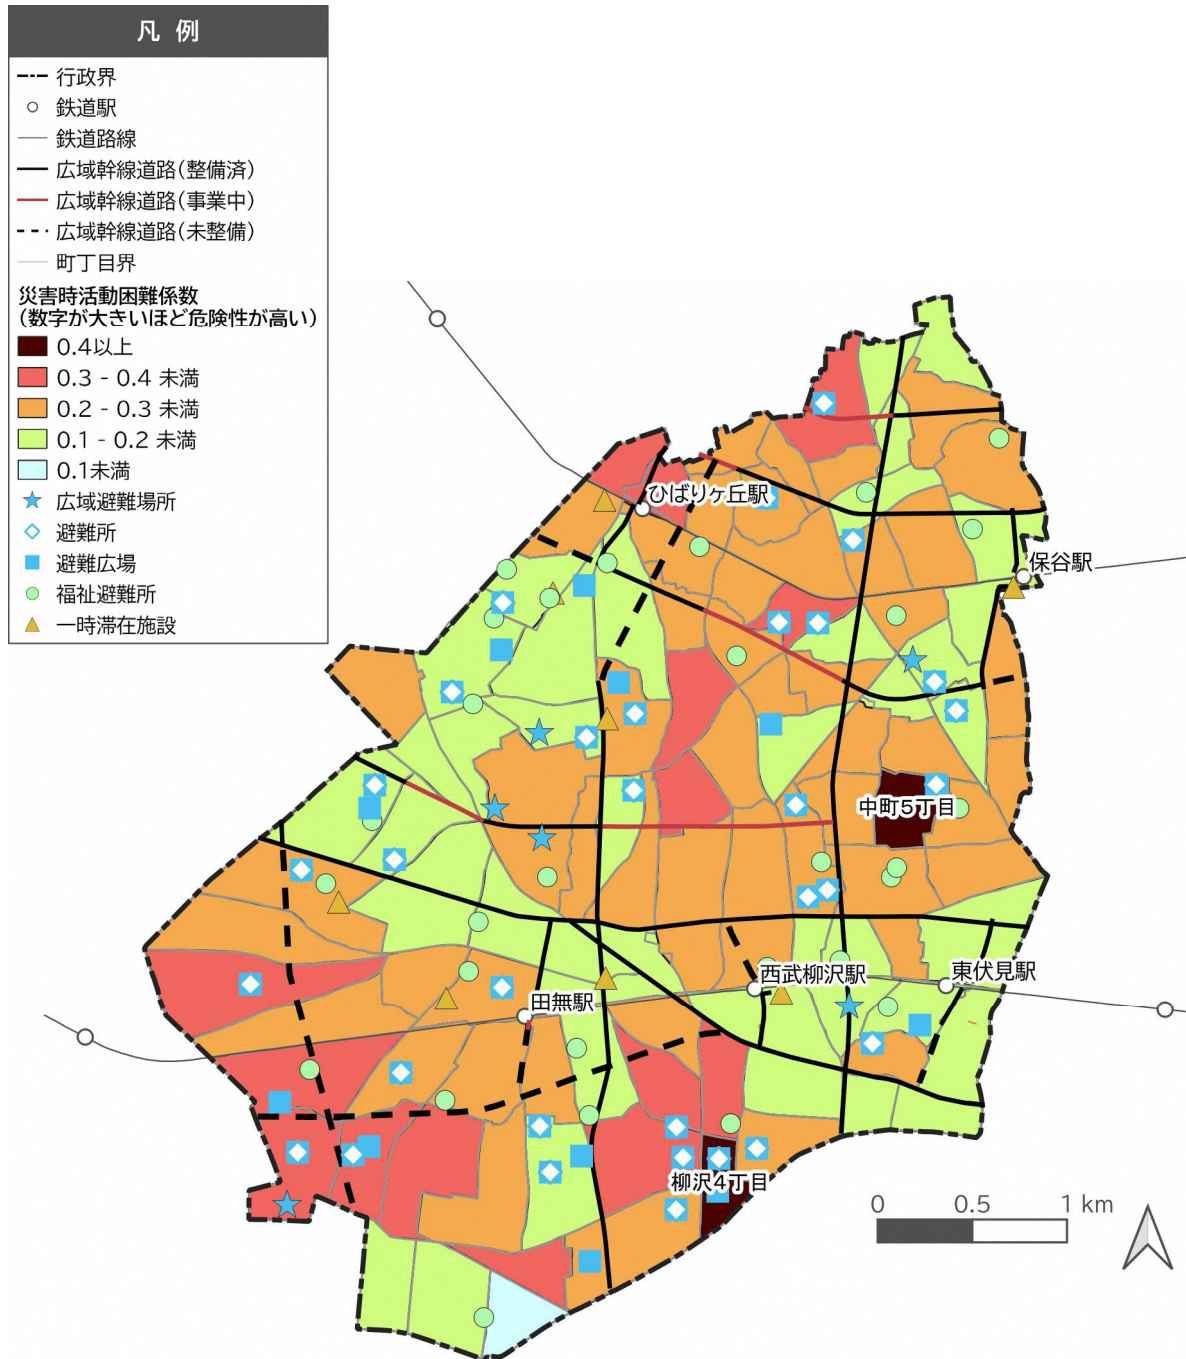 凡 例
行政界
鉄道駅
鉄道路線
広域幹線道路(整備済)
広域幹線道路(事業中)
広域幹線道路(未整備)
町丁目界
災害時活動困難係数
(数字が大きいほど危険性が高い)
0.4以上
0.3 - 0.4 未満
0.2 - 0.3 未満
0.1 - 0.2 未満
0.1未満
広域避難場所
避難所
避難広場
福祉避難所
一時滞在施設
ひばりヶ丘駅
保谷駅
中町5丁目
西武柳沢駅
東伏見駅
田無駅
柳沢4丁目
0 0.5 1 km